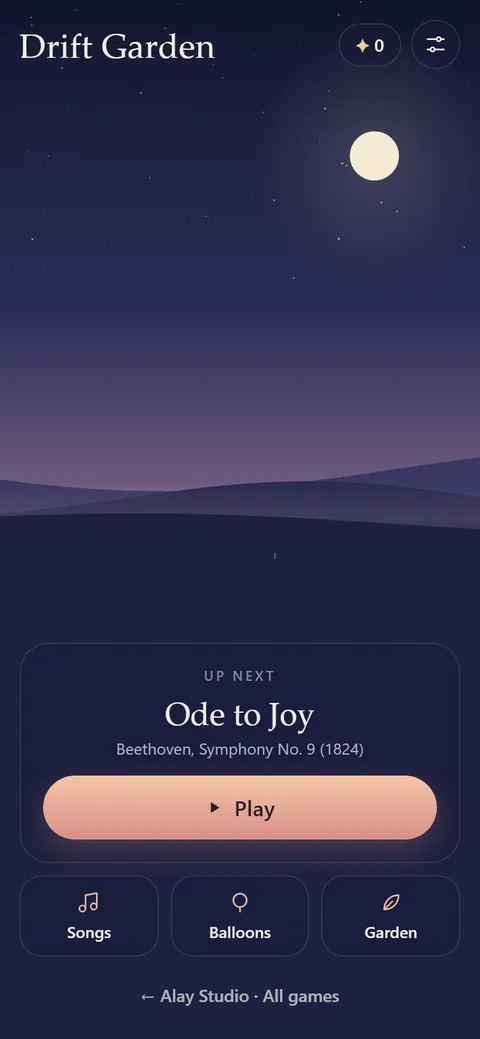 Drift Garden
0
UP NEXT
Ode to Joy
Beethoven, Symphony No. 9 (1824)
Play
Songs
Balloons
Garden
← Alay Studio · All games